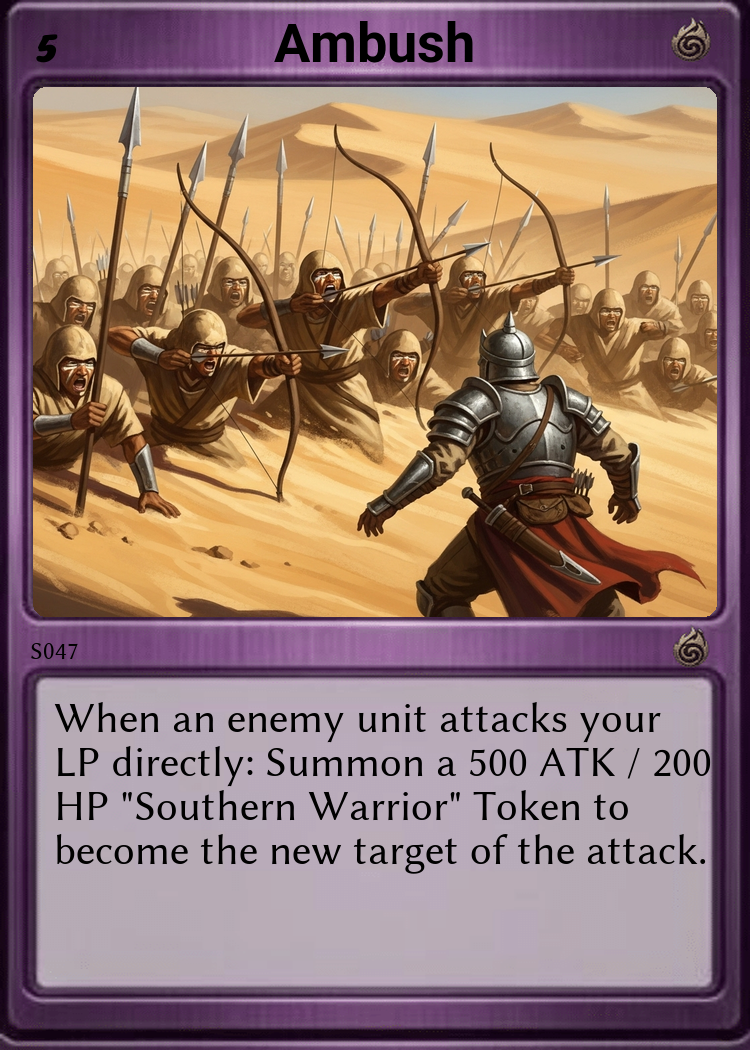 5
Ambush
S047
When an enemy unit attacks your
LP directly: Summon a 500 ATK / 200
HP "Southern Warrior" Token to
become the new target of the attack.